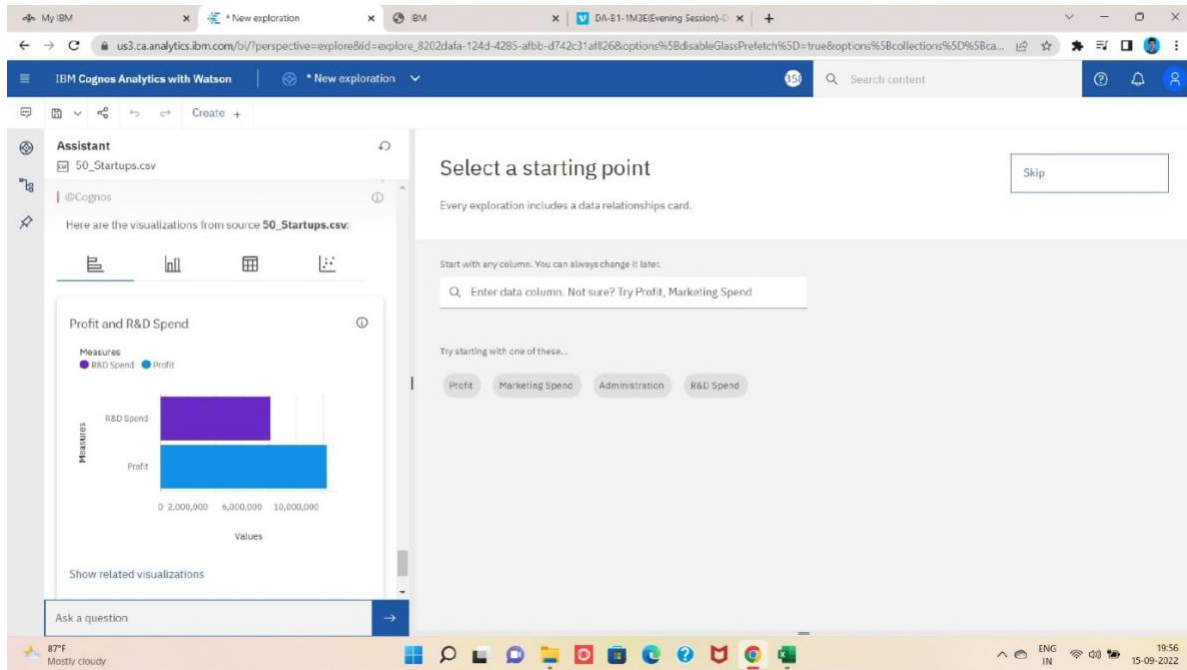 My IBM
* New exploration
IBM
DA-E1-1M3E(Evening Session)-D
us3.ca.analytics.ibm.com/bi/?perspective=explore&id=explore_8202dafa-124d-4285-afbb-d742c31af826&options%5BdisableGlassPrefetch%5D=true&options%5Bcollections%5D%5Bca...
IBM Cognos Analytics with Watson
* New exploration
Search content
Create +
Assistant
50_Startups.csv
@Cognos
Here are the visualizations from source 50_Startups.csv:
Profit and R&D Spend
Measures
R&D Spend Profit
R&D Spend
Measures
Profit
0 2,000,000 6,000,000 10,000,000
Values
Show related visualizations
Ask a question
Select a starting point
Skip
Every exploration includes a data relationships card.
Start with any column. You can always change it later.
Enter data column. Not sure? Try Profit, Marketing Spend
Try starting with one of these...
Profit Marketing Spend Administration R&D Spend
87°F
Mostly cloudy
ENG
IN
19:56
15-09-2022